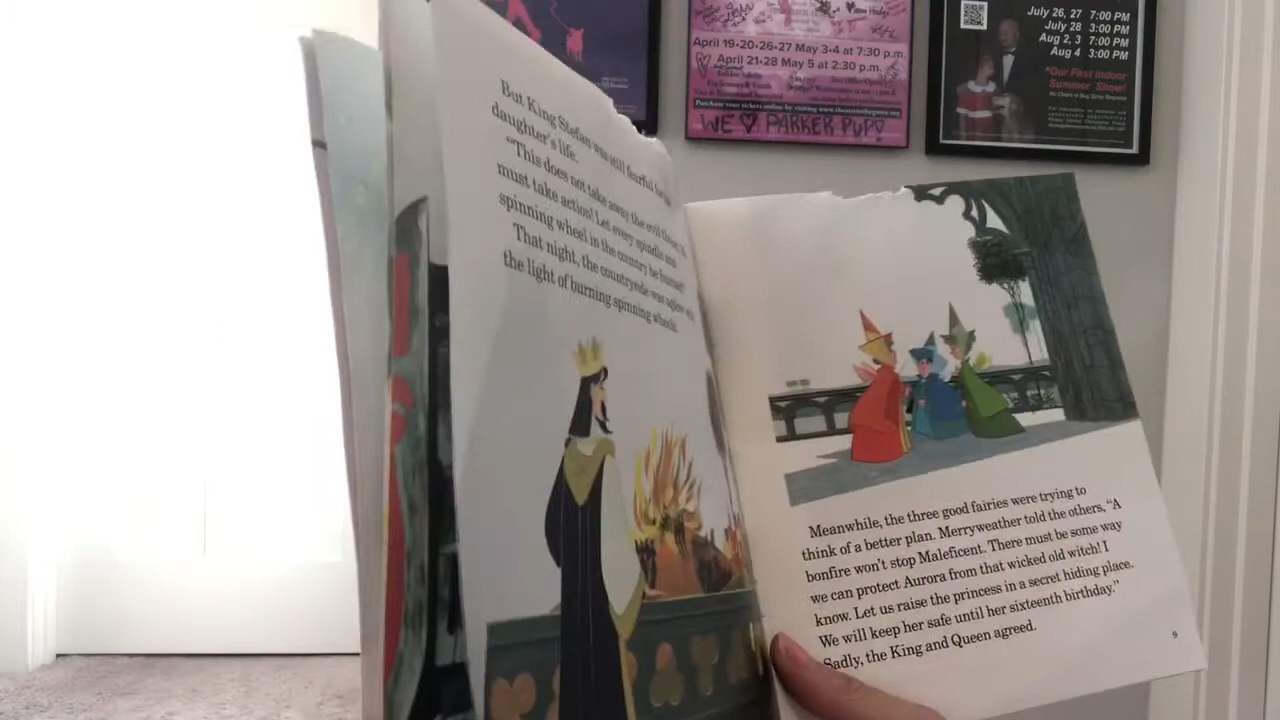 But King Stefan was still fearful for his
daughter's life.
"This does not take away the evil threat.
must take action! Let every spindle and
spinning wheel in the country be burned!"
That night, the countryside was aglow with
the light of burning spinning wheels.
Meanwhile, the three good fairies were trying to
think of a better plan. Merryweather told the others, "A
bonfire won't stop Maleficent. There must be some way
we can protect Aurora from that wicked old witch! I
know. Let us raise the princess in a secret hiding place.
We will keep her safe until her sixteenth birthday."
Sadly, the King and Queen agreed.
9
April 19-20-26-27 May 3-4 at 7:30 p.m.
April 21-28 May 5 at 2:30 p.m.
Purchase your tickets online by visiting
WE PARKER PUP!
July 26, 27 7:00 PM
July 28 3:00 PM
Aug 2, 3 7:00 PM
Aug 4 3:00 PM
"Our First Indoor
Summer Show!